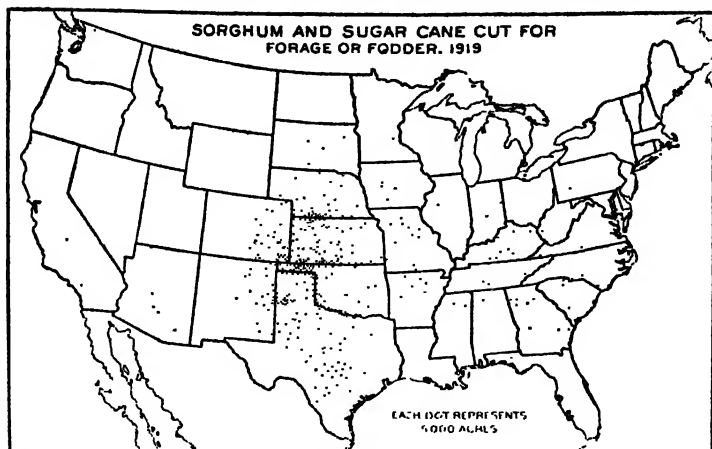 SORGHUM AND SUGAR CANE CUT FOR
FORAGE OR FODDER. 1919
EACH DOT REPRESENTS
5000 ACRES